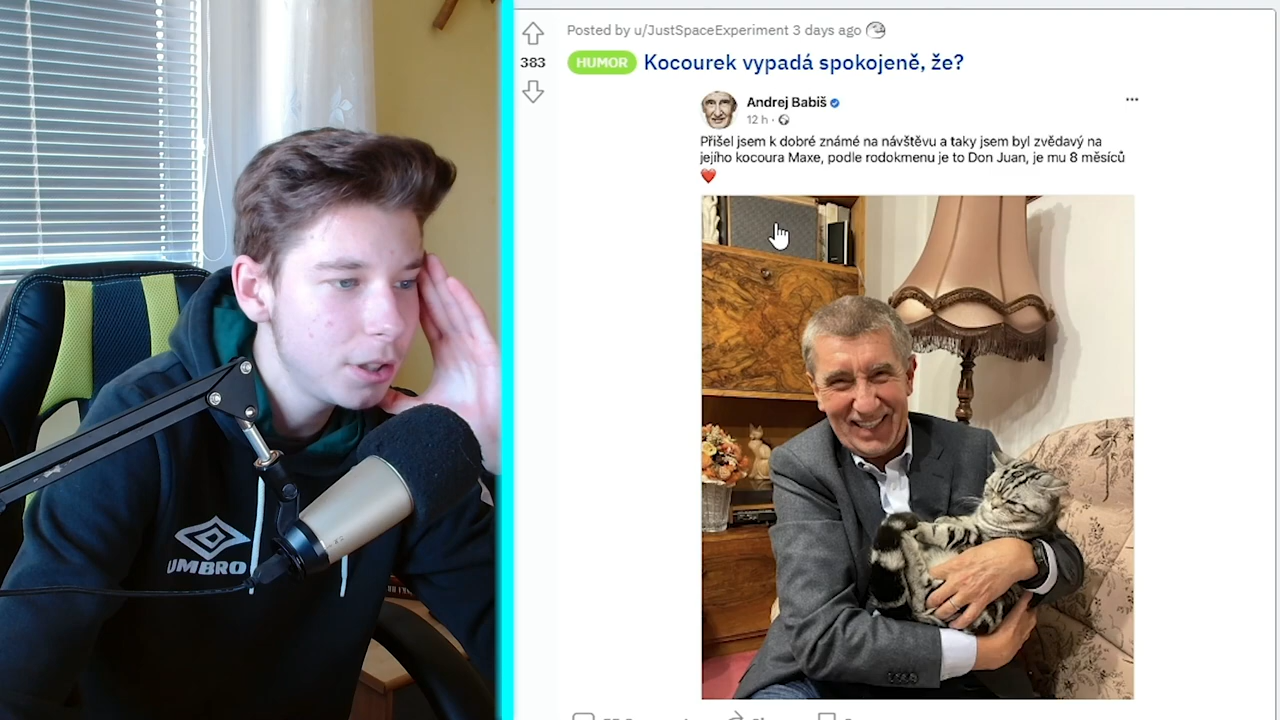 Posted by u/JustSpaceExperiment 3 days ago
383
HUMOR Kocourek vypadá spokojeně, že?
Andrej Babiš
12 h ·
Přišel jsem k dobré známé na návštěvu a taky jsem byl zvědavý na
jejího kocoura Maxe, podle rodokmenu je to Don Juan, je mu 8 měsíců
UMBRO